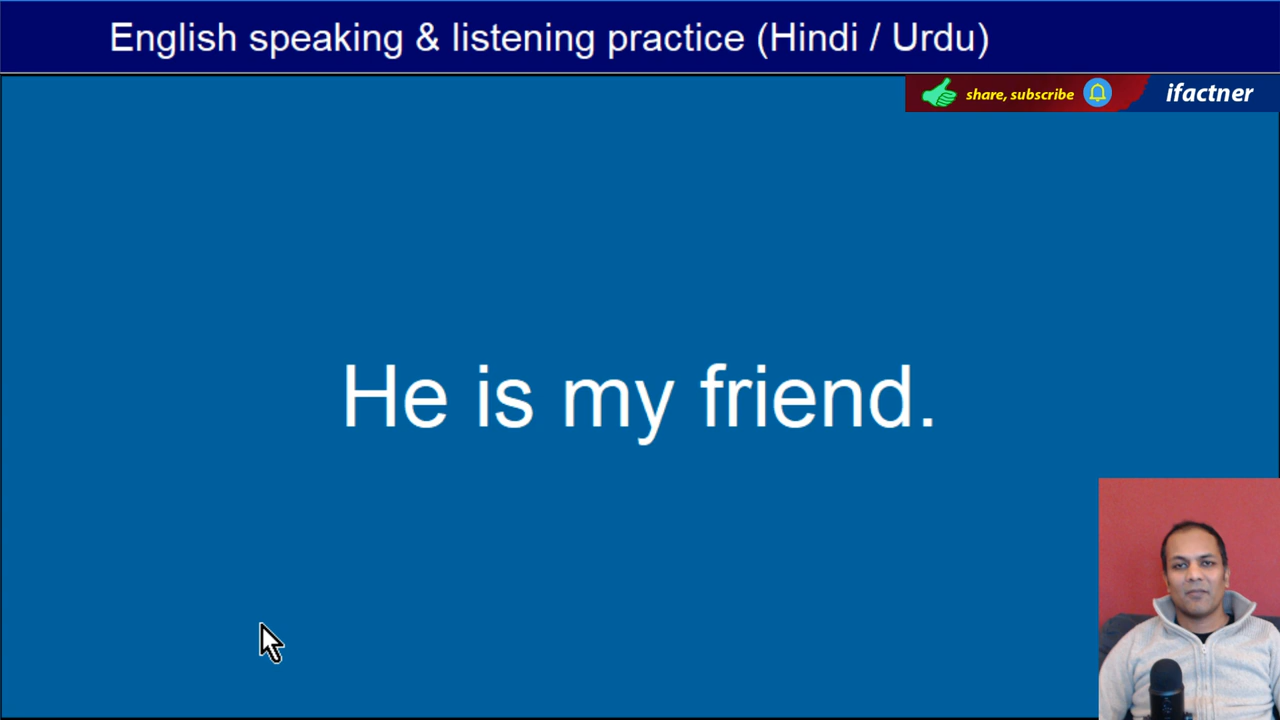 English speaking & listening practice (Hindi / Urdu)
share, subscribe
ifactner
He is my friend.